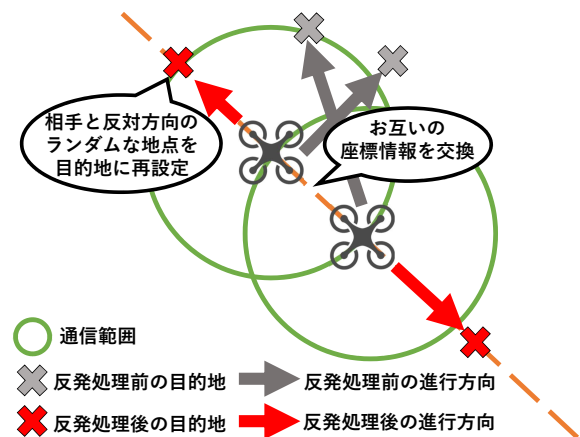 相手と反対方向の
ランダムな地点を
目的地に再設定
お互いの
座標情報を交換
通信範囲
反発処理前の目的地
反発処理前の進行方向
反発処理後の目的地
反発処理後の進行方向